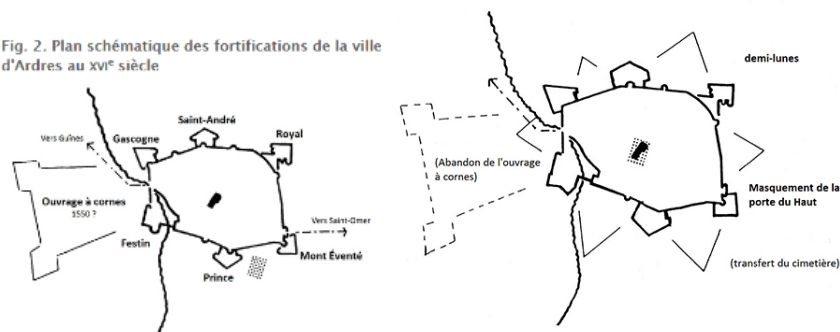 Fig. 2. Plan schématique des fortifications de la ville
d'Ardres au XVIe siècle
Vers Guînes
Gascogne
Saint-André
Royal
Ouvrage à cornes
1550 ?
Festin
Prince
Vers Saint-Omer
Mont Éventé
demi-lunes
(Abandon de l'ouvrage
à cornes)
Masquement de la
porte du Haut
(transfert du cimetière)